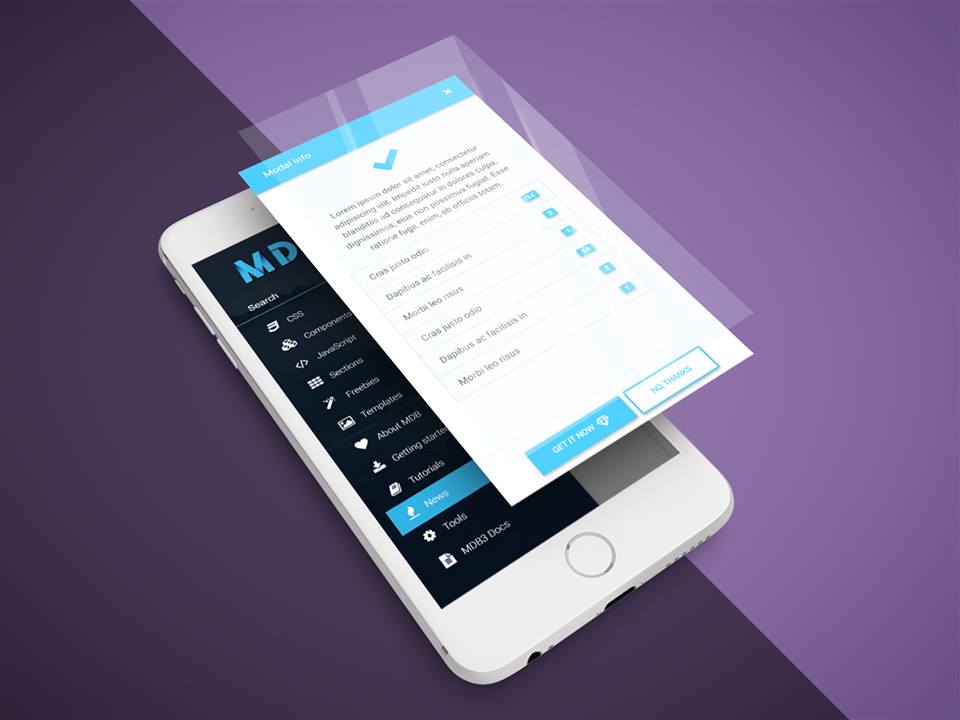 Modal Info
×
Lorem ipsum dolor sit amet, consectetur
adipisicing elit. Impedit iusto nulla aperiam
blanditiis ad consequatur in dolores culpa,
dignissimos, eius non possimus fugiat. Esse
ratione fuga, enim, ab officiis totam.
Cras justo odio
Dapibus ac facilisis in 2
Morbi leo risus 1
Cras justo odio
Dapibus ac facilisis in 2
Morbi leo risus 1
GET IT NOW
NO, THANKS
MD
Search
CSS
Components
JavaScript
Sections
Freebies
Templates
About MDB
Getting starte
Tutorials
News
Tools
MDB3 Docs